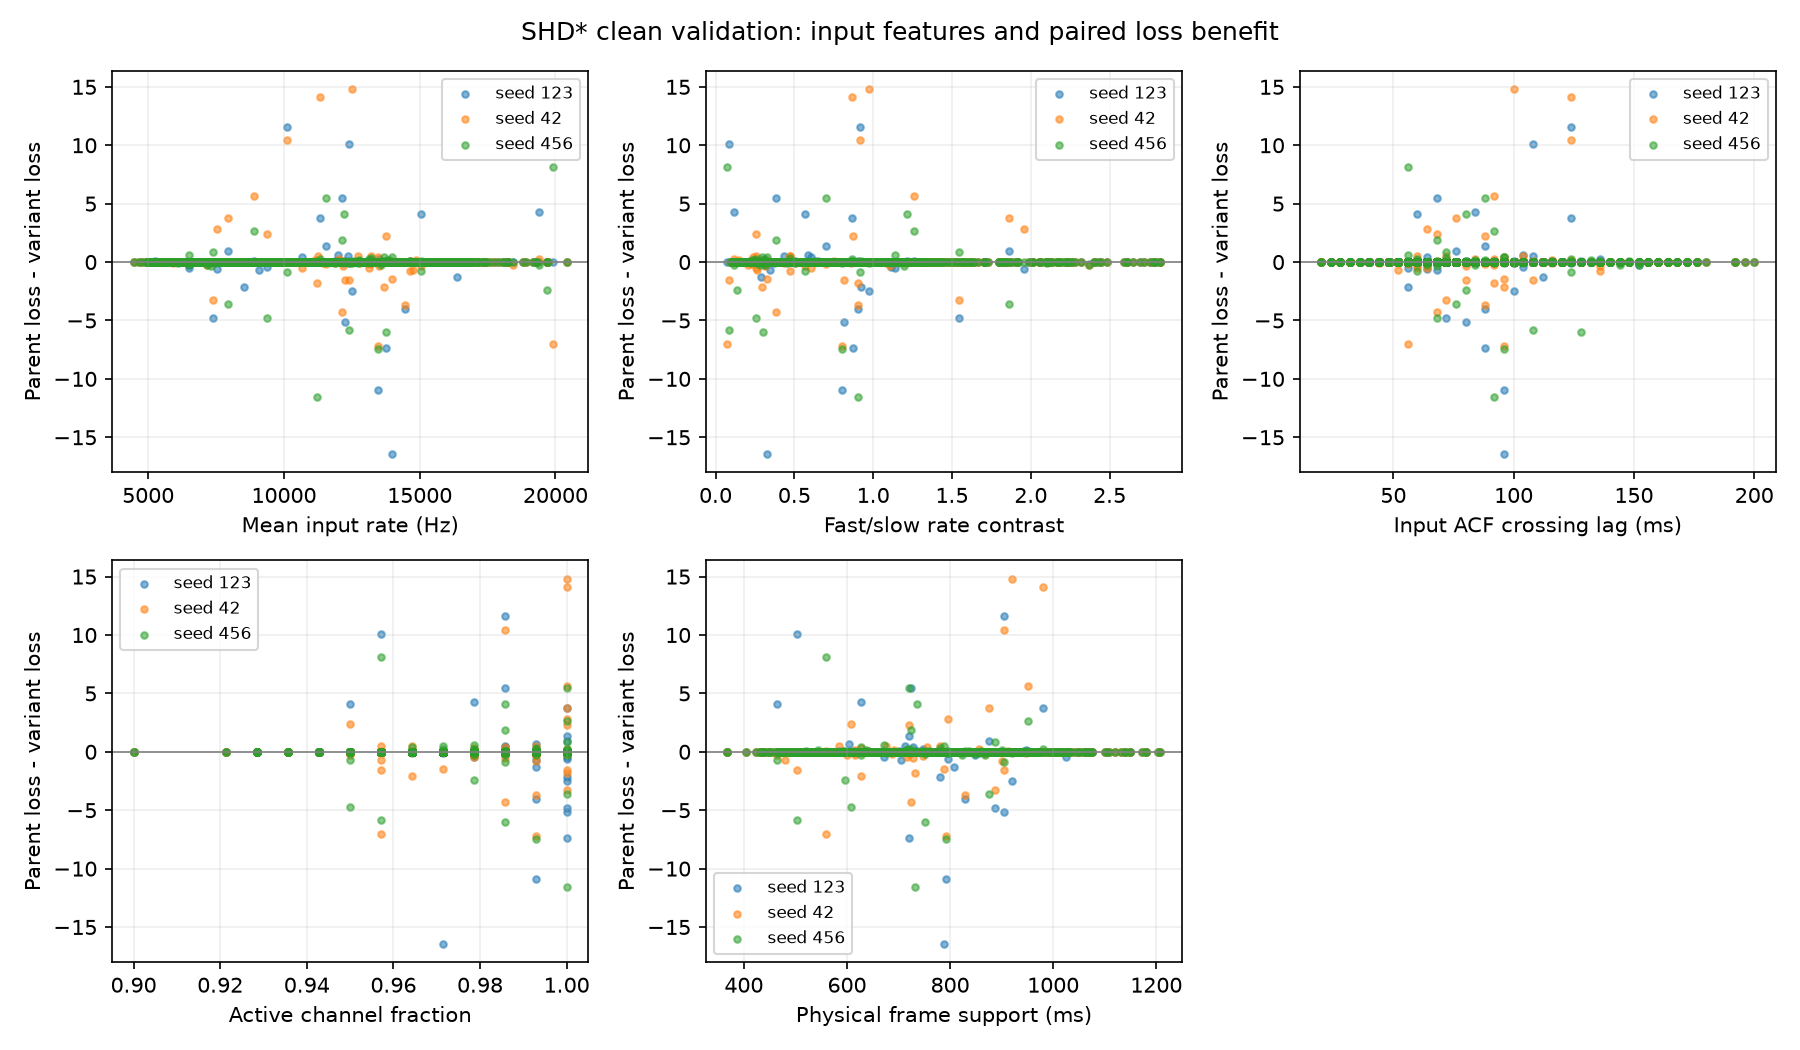 SHD* clean validation: input features and paired loss benefit
Parent loss - variant loss
15
10
5
0
−5
−10
−15
seed 123
seed 42
seed 456
5000 10000 15000 20000
Mean input rate (Hz)
Parent loss - variant loss
15
10
5
0
−5
−10
−15
seed 123
seed 42
seed 456
0.0 0.5 1.0 1.5 2.0 2.5
Fast/slow rate contrast
Parent loss - variant loss
15
10
5
0
−5
−10
−15
seed 123
seed 42
seed 456
50 100 150 200
Input ACF crossing lag (ms)
Parent loss - variant loss
15
10
5
0
−5
−10
−15
seed 123
seed 42
seed 456
0.90 0.92 0.94 0.96 0.98 1.00
Active channel fraction
Parent loss - variant loss
15
10
5
0
−5
−10
−15
seed 123
seed 42
seed 456
400 600 800 1000 1200
Physical frame support (ms)